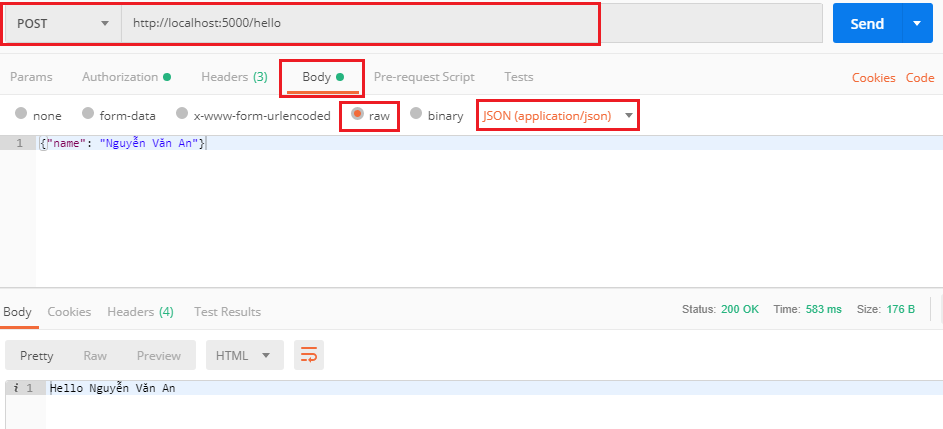 POST http://localhost:5000/hello Send
Params Authorization Headers (3) Body Pre-request Script Tests Cookies Code
none form-data x-www-form-urlencoded raw binary JSON (application/json)
1 {"name": "Nguyễn Văn An"}
Body Cookies Headers (4) Test Results Status: 200 OK Time: 583 ms Size: 176 B
Pretty Raw Preview HTML
i 1 Hello Nguyễn Văn An